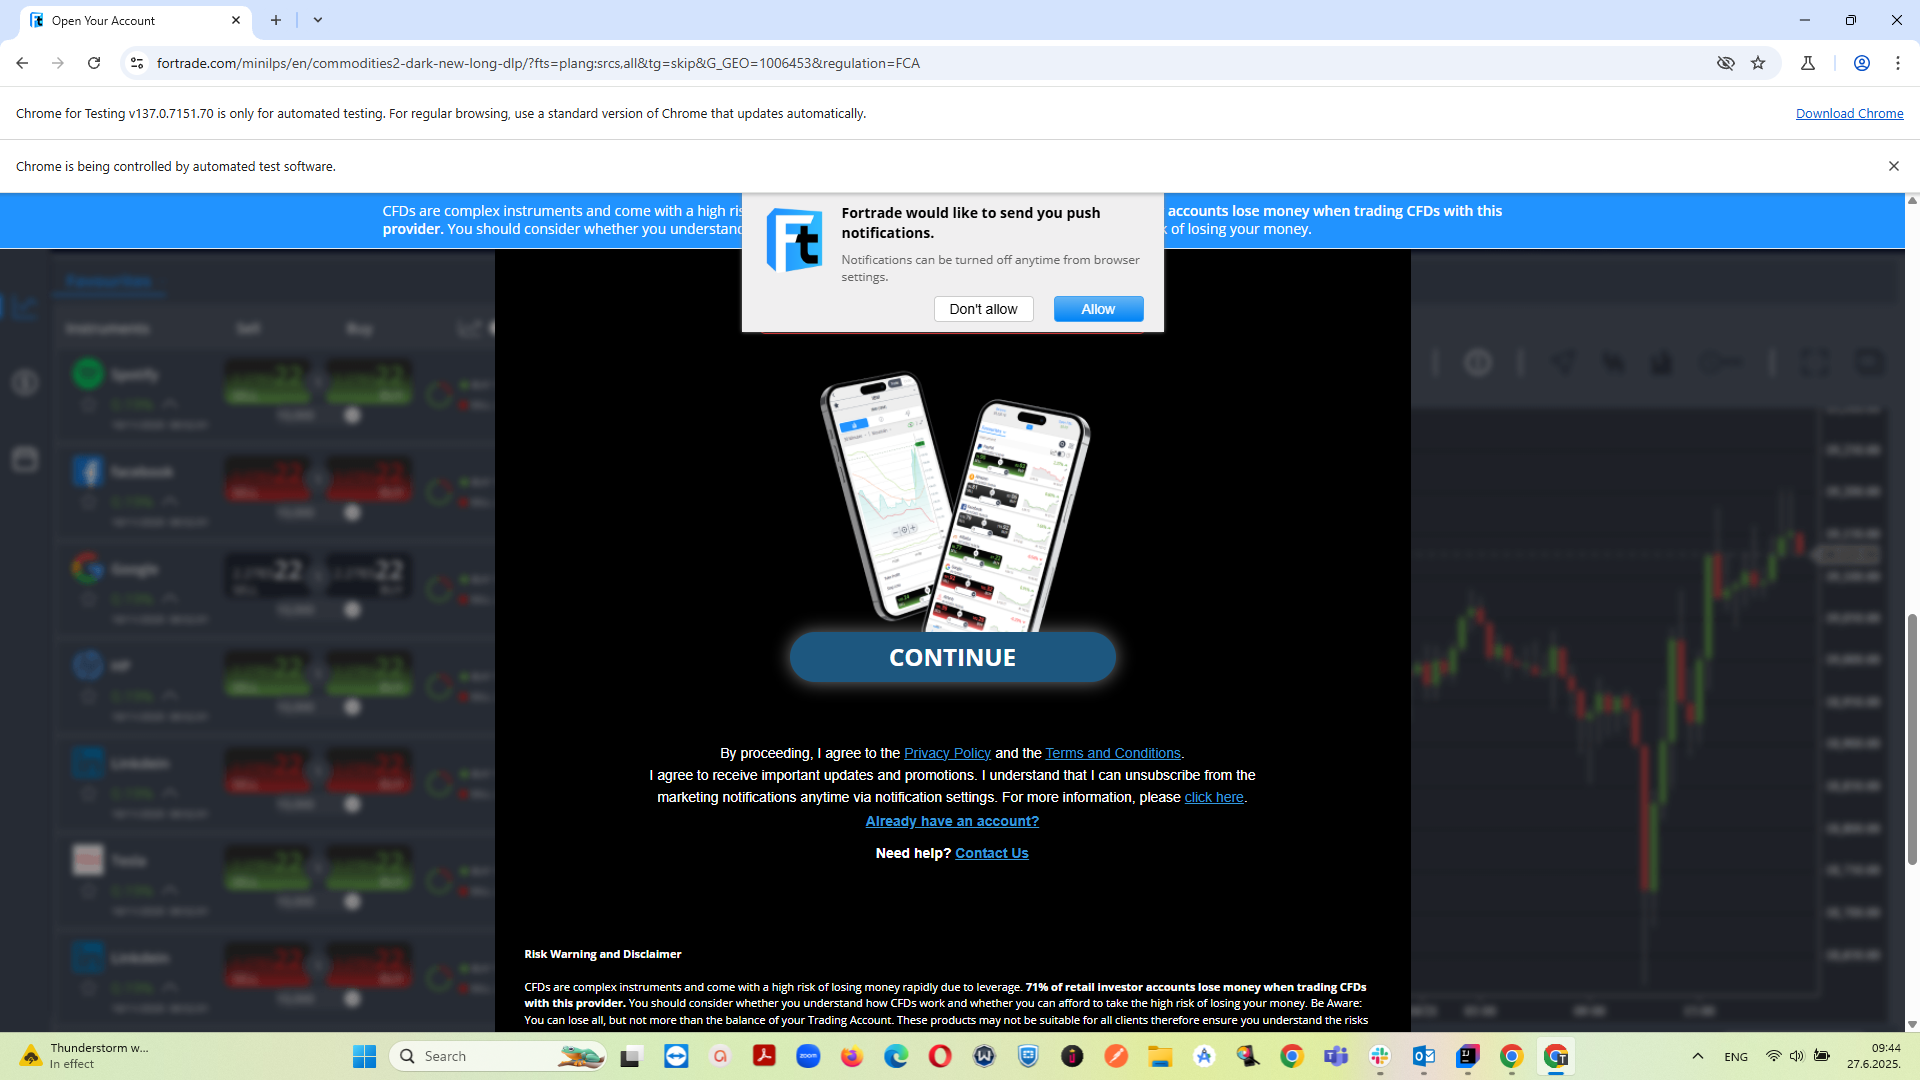 Open Your Account
fortrade.com/minilps/en/commodities2-dark-new-long-dlp/?fts=plang:srcs,all&tg=skip&G_GEO=1006453&regulation=FCA
Chrome for Testing v137.0.7151.70 is only for automated testing. For regular browsing, use a standard version of Chrome that updates automatically.
Download Chrome
Chrome is being controlled by automated test software.
CFDs are complex instruments and come with a high
accounts lose money when trading CFDs with this
provider. You should consider whether you
of losing your money.
Fortrade would like to send you push
notifications.
Notifications can be turned off anytime from browser
settings.
Don't allow
Allow
Favourites
Instruments Sell Buy
Spotify
facebook
Google
HP
Linkdein
Tesla
Linkdein
CONTINUE
By proceeding, I agree to the Privacy Policy and the Terms and Conditions.
I agree to receive important updates and promotions. I understand that I can unsubscribe from the
marketing notifications anytime via notification settings. For more information, please click here.
Already have an account?
Need help? Contact Us
Risk Warning and Disclaimer
CFDs are complex instruments and come with a high risk of losing money rapidly due to leverage. 71% of retail investor accounts lose money when trading CFDs
with this provider. You should consider whether you understand how CFDs work and whether you can afford to take the high risk of losing your money. Be Aware:
You can lose all, but not more than the balance of your Trading Account. These products may not be suitable for all clients therefore ensure you understand the risks
Thunderstorm w...
In effect
Search
ENG
09:44
27.6.2025.